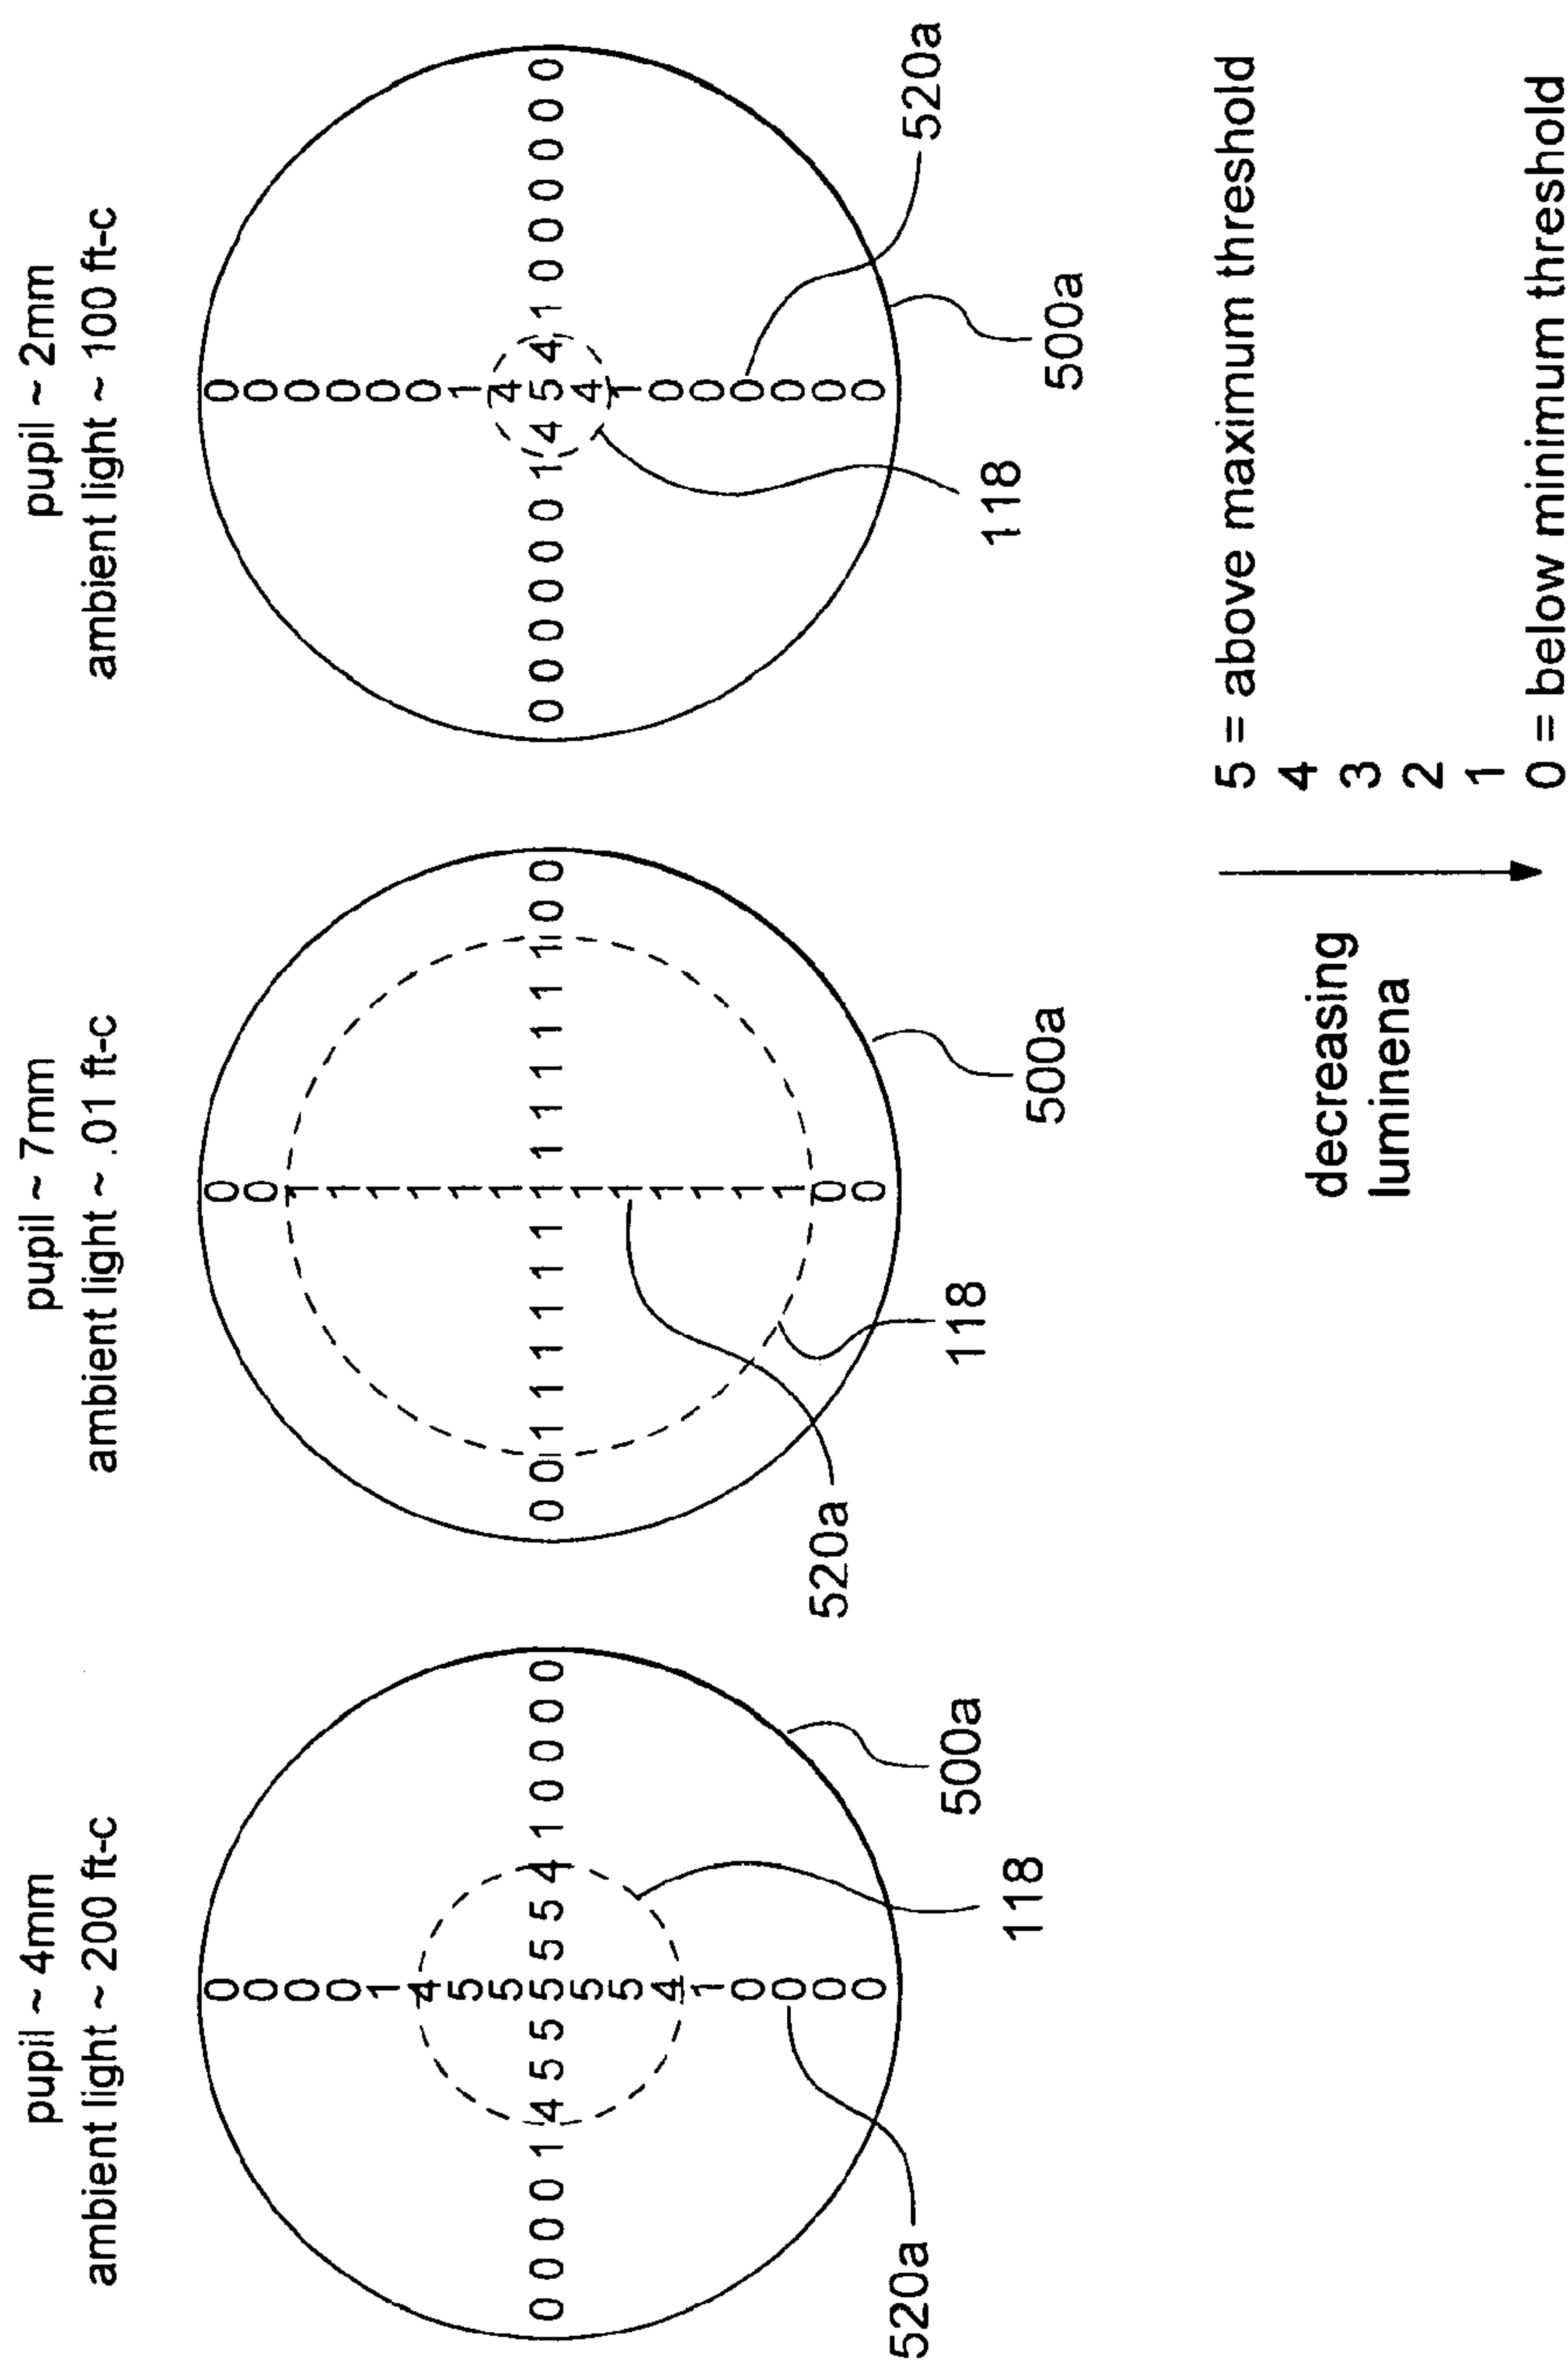 pupil ~ 4mm
ambient light ~ 200 ft-c
0 0 0 0 1 4 5 5 5 5 5 4 1 0 0 0 0
0 0 0 0 1 4 5 5 5 5 5 4 1 0 0 0 0
520a
118
500a
pupil ~ 7mm
ambient light ~ .01 ft-c
0 0 1 1 1 1 1 1 1 1 1 1 1 1 1 0 0
0 0 1 1 1 1 1 1 1 1 1 1 1 1 1 0 0
520a
118
500a
pupil ~ 2mm
ambient light ~ 100 ft-c
0 0 0 0 0 0 1 4 5 4 1 0 0 0 0 0 0
0 0 0 0 0 0 1 4 5 4 1 0 0 0 0 0 0
118
500a
520a
decreasing
luminena
5 = above maximum threshold
4
3
2
1
0 = below minimum threshold